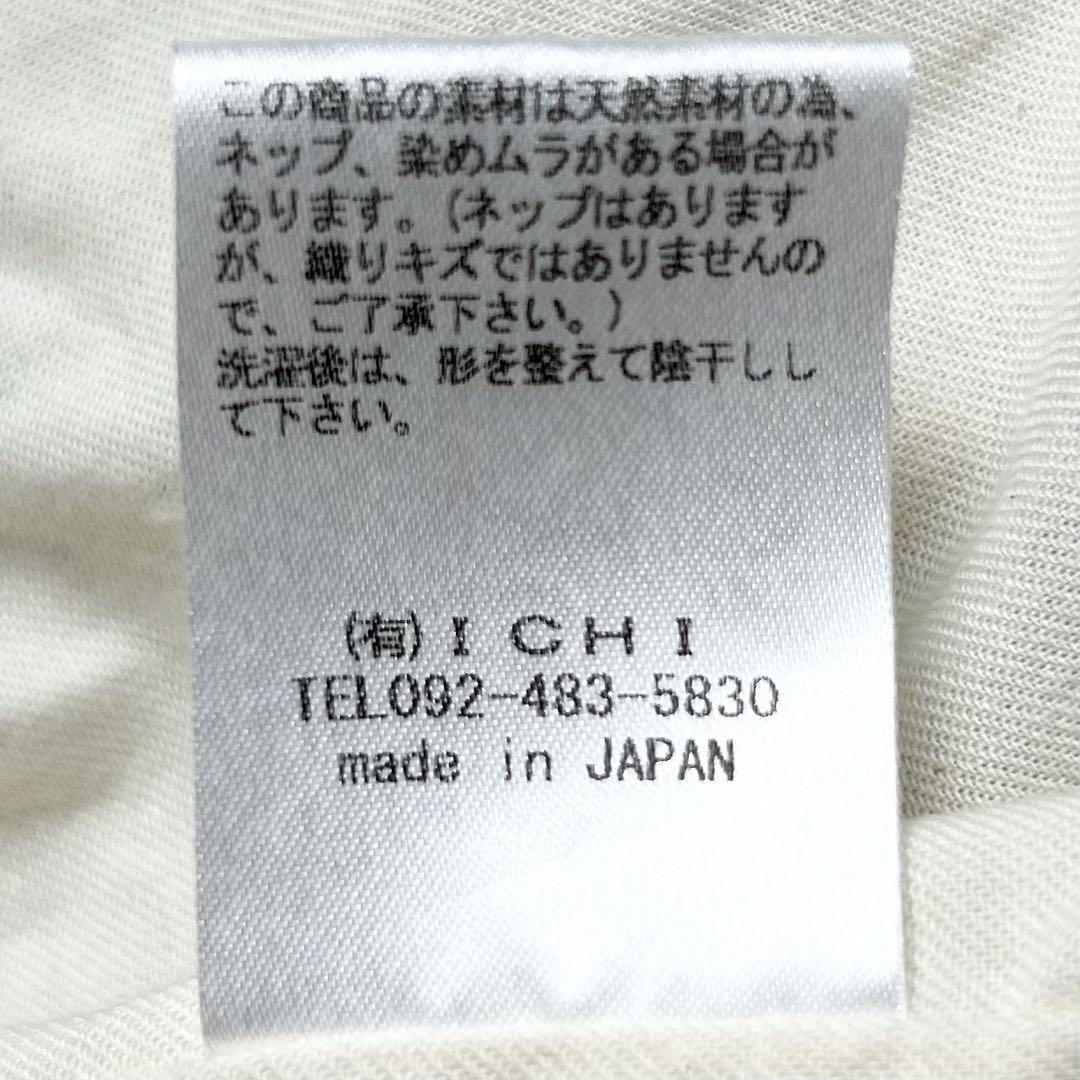 この商品の素材は天然素材の為、
ネップ、染めムラがある場合が
あります。(ネップはあります
が、織りキズではありませんの
で、ご了承下さい。)
洗濯後は、形を整えて陰干しし
て下さい。
(有)ICHI
TEL092-483-5830
made in JAPAN